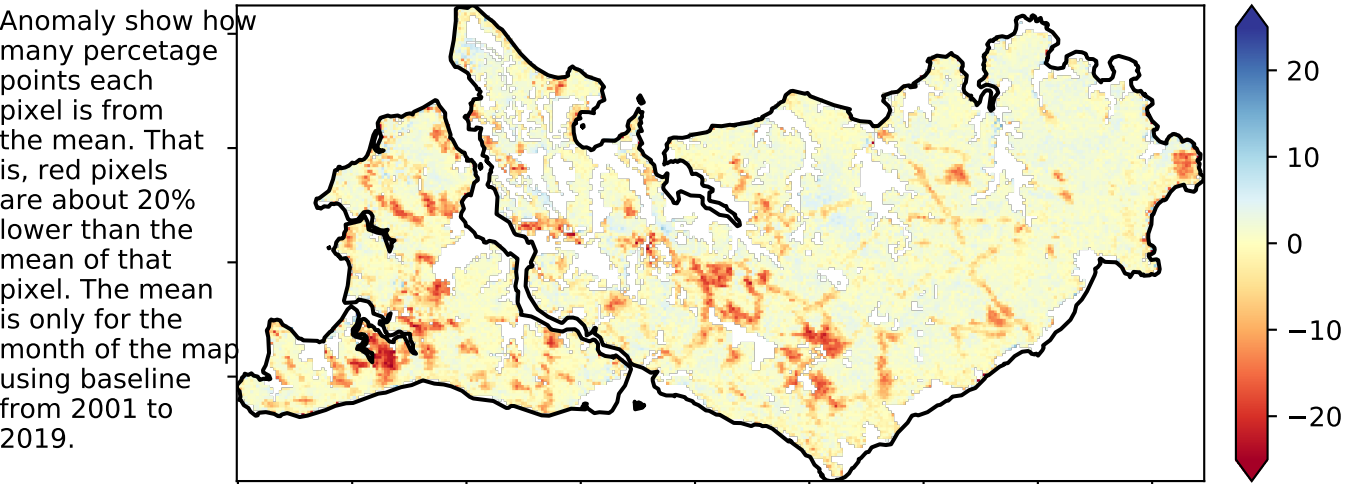 Anomaly show how
many percetage
points each
pixel is from
the mean. That
is, red pixels
are about 20%
lower than the
mean of that
pixel. The mean
is only for the
month of the map
using baseline
from 2001 to
2019.
20
10
0
−10
−20